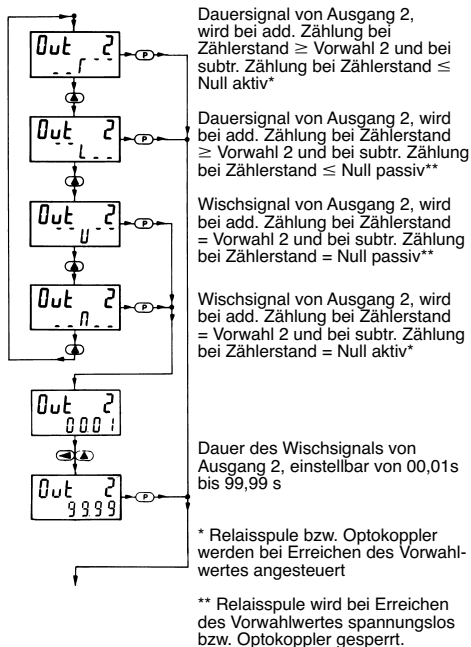 Out 2
P
Dauersignal von Ausgang 2,
wird bei add. Zählung bei
Zählerstand ≥ Vorwahl 2 und bei
subtr. Zählung bei Zählerstand ≤
Null aktiv*
Out 2
P
Dauersignal von Ausgang 2, wird
bei add. Zählung bei Zählerstand
≥ Vorwahl 2 und bei subtr. Zählung
bei Zählerstand ≤ Null passiv**
Out 2
P
Wischsignal von Ausgang 2, wird
bei add. Zählung bei Zählerstand
= Vorwahl 2 und bei subtr. Zählung
bei Zählerstand = Null passiv**
Out 2
P
Wischsignal von Ausgang 2, wird
bei add. Zählung bei Zählerstand
= Vorwahl 2 und bei subtr. Zählung
bei Zählerstand = Null aktiv*
Out 2
00.01
Out 2
99.99
P
Dauer des Wischsignals von
Ausgang 2, einstellbar von 00,01s
bis 99,99 s
* Relaisspule bzw. Optokoppler
werden bei Erreichen des Vorwahl-
wertes angesteuert
** Relaisspule wird bei Erreichen
des Vorwahlwertes spannungslos
bzw. Optokoppler gesperrt.